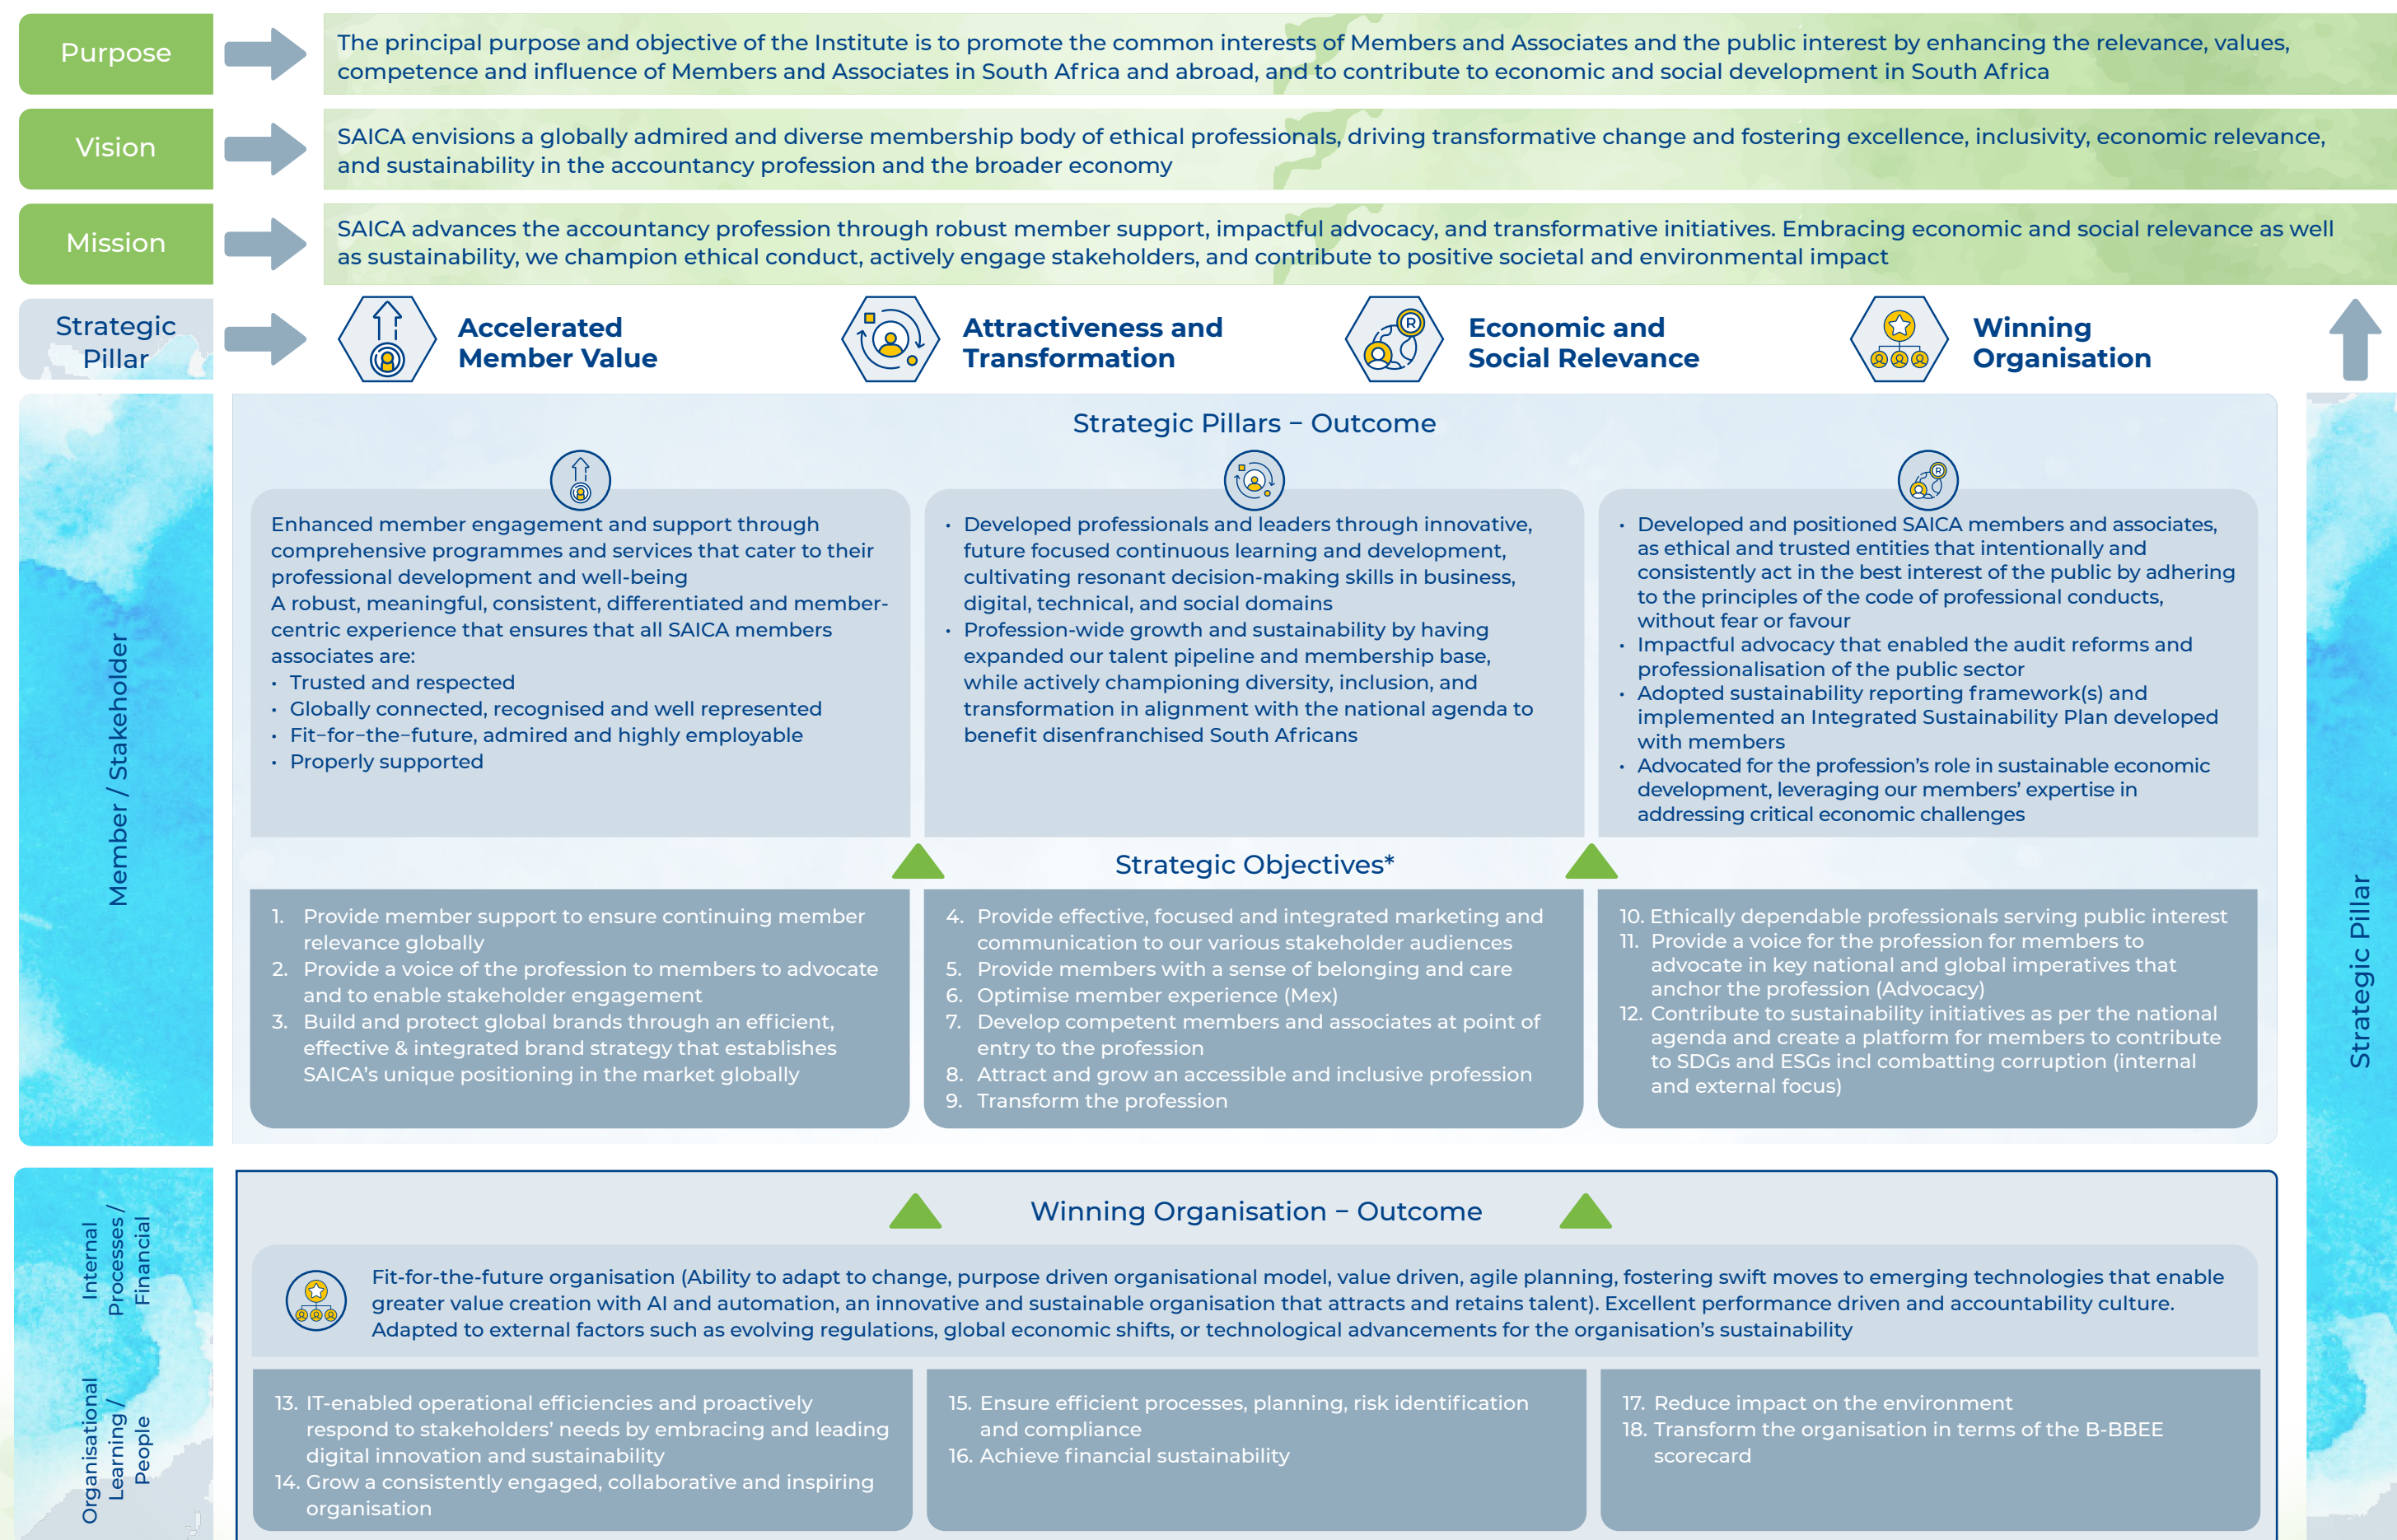 Purpose
The principal purpose and objective of the Institute is to promote the common interests of Members and Associates and the public interest by enhancing the relevance, values,
competence and influence of Members and Associates in South Africa and abroad, and to contribute to economic and social development in South Africa
Vision
SAICA envisions a globally admired and diverse membership body of ethical professionals, driving transformative change and fostering excellence, inclusivity, economic relevance,
and sustainability in the accountancy profession and the broader economy
Mission
SAICA advances the accountancy profession through robust member support, impactful advocacy, and transformative initiatives. Embracing economic and social relevance as well
as sustainability, we champion ethical conduct, actively engage stakeholders, and contribute to positive societal and environmental impact
Strategic
Pillar
Accelerated
Member Value
Attractiveness and
Transformation
R
Economic and
Social Relevance
Winning
Organisation
Member / Stakeholder
Strategic Pillars – Outcome
Enhanced member engagement and support through
comprehensive programmes and services that cater to their
professional development and well-being
A robust, meaningful, consistent, differentiated and member-
centric experience that ensures that all SAICA members
associates are:
• Trusted and respected
• Globally connected, recognised and well represented
• Fit–for–the–future, admired and highly employable
• Properly supported
• Developed professionals and leaders through innovative,
future focused continuous learning and development,
cultivating resonant decision-making skills in business,
digital, technical, and social domains
• Profession-wide growth and sustainability by having
expanded our talent pipeline and membership base,
while actively championing diversity, inclusion, and
transformation in alignment with the national agenda to
benefit disenfranchised South Africans
R
• Developed and positioned SAICA members and associates,
as ethical and trusted entities that intentionally and
consistently act in the best interest of the public by adhering
to the principles of the code of professional conducts,
without fear or favour
• Impactful advocacy that enabled the audit reforms and
professionalisation of the public sector
• Adopted sustainability reporting framework(s) and
implemented an Integrated Sustainability Plan developed
with members
• Advocated for the profession's role in sustainable economic
development, leveraging our members' expertise in
addressing critical economic challenges
Strategic Objectives*
1. Provide member support to ensure continuing member
relevance globally
2. Provide a voice of the profession to members to advocate
and to enable stakeholder engagement
3. Build and protect global brands through an efficient,
effective & integrated brand strategy that establishes
SAICA's unique positioning in the market globally
4. Provide effective, focused and integrated marketing and
communication to our various stakeholder audiences
5. Provide members with a sense of belonging and care
6. Optimise member experience (Mex)
7. Develop competent members and associates at point of
entry to the profession
8. Attract and grow an accessible and inclusive profession
9. Transform the profession
10. Ethically dependable professionals serving public interest
11. Provide a voice for the profession for members to
advocate in key national and global imperatives that
anchor the profession (Advocacy)
12. Contribute to sustainability initiatives as per the national
agenda and create a platform for members to contribute
to SDGs and ESGs incl combatting corruption (internal
and external focus)
Strategic Pillar
Internal
Processes /
Financial
Organisational
Learning /
People
Winning Organisation – Outcome
Fit-for-the-future organisation (Ability to adapt to change, purpose driven organisational model, value driven, agile planning, fostering swift moves to emerging technologies that enable
greater value creation with AI and automation, an innovative and sustainable organisation that attracts and retains talent). Excellent performance driven and accountability culture.
Adapted to external factors such as evolving regulations, global economic shifts, or technological advancements for the organisation's sustainability
13. IT-enabled operational efficiencies and proactively
respond to stakeholders' needs by embracing and leading
digital innovation and sustainability
14. Grow a consistently engaged, collaborative and inspiring
organisation
15. Ensure efficient processes, planning, risk identification
and compliance
16. Achieve financial sustainability
17. Reduce impact on the environment
18. Transform the organisation in terms of the B-BBEE
scorecard